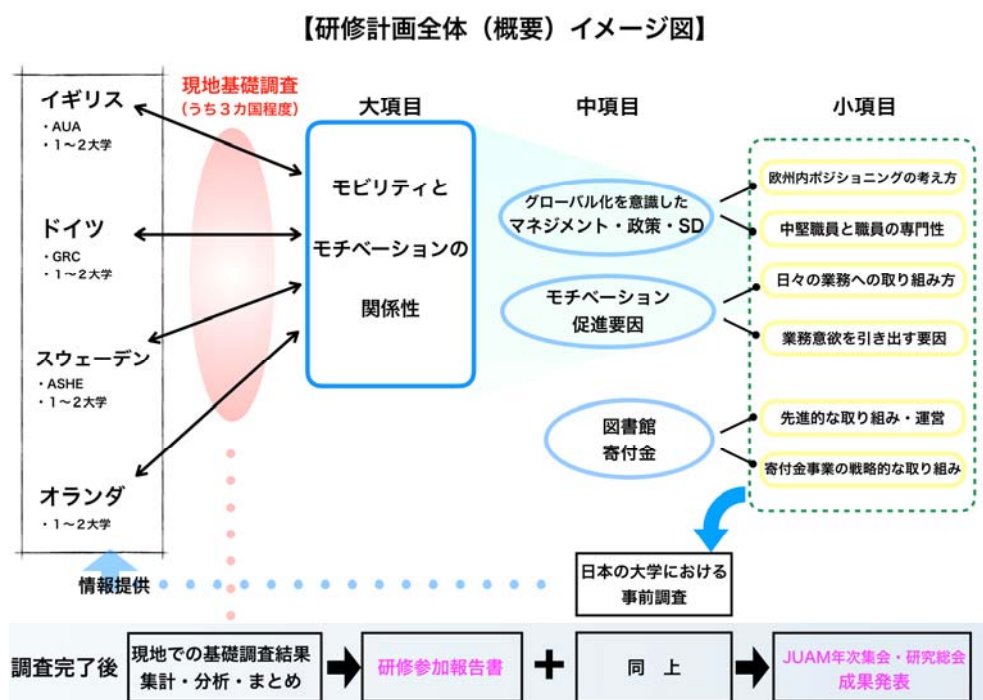 【研修計画全体（概要）イメージ図】
イギリス
・AUA
・1〜2大学
ドイツ
・GRC
・1〜2大学
スウェーデン
・ASHE
・1〜2大学
オランダ
・1〜2大学
情報提供
現地基礎調査
（うち３カ国程度）
大項目
モビリティと
モチベーションの
関係性
中項目
グローバル化を意識した
マネジメント・政策・SD
モチベーション
促進要因
図書館
寄付金
小項目
欧州内ポジショニングの考え方
中堅職員と職員の専門性
日々の業務への取り組み方
業務意欲を引き出す要因
先進的な取り組み・運営
寄付金事業の戦略的な取り組み
日本の大学における
事前調査
調査完了後
現地での基礎調査結果
集計・分析・まとめ
研修参加報告書
+
同 上
JUAM年次集会・研究総会
成果発表